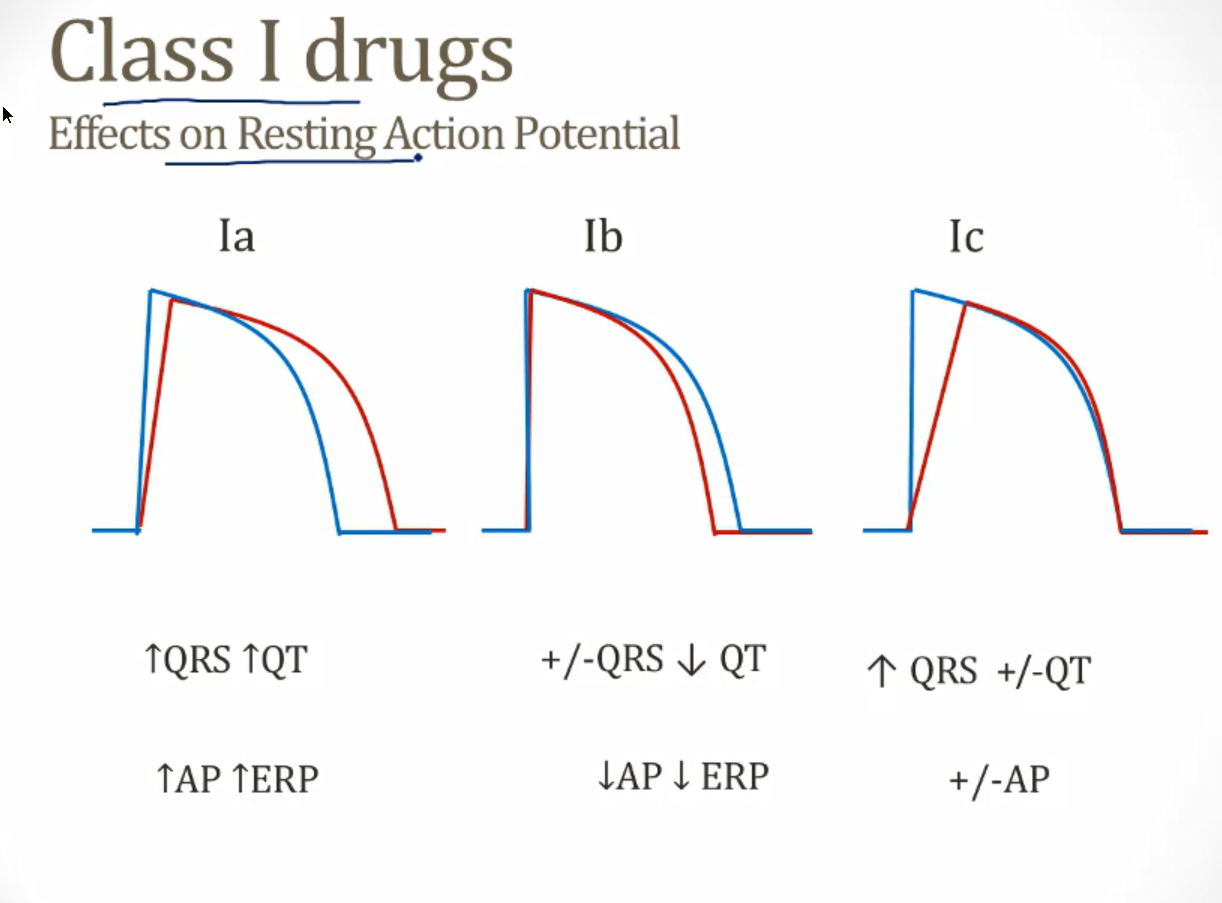 Class I drugs
Effects on Resting Action Potential
Ia Ib Ic
↑QRS ↑QT +/-QRS ↓ QT ↑ QRS +/-QT
↑AP ↑ERP ↓AP ↓ ERP +/-AP